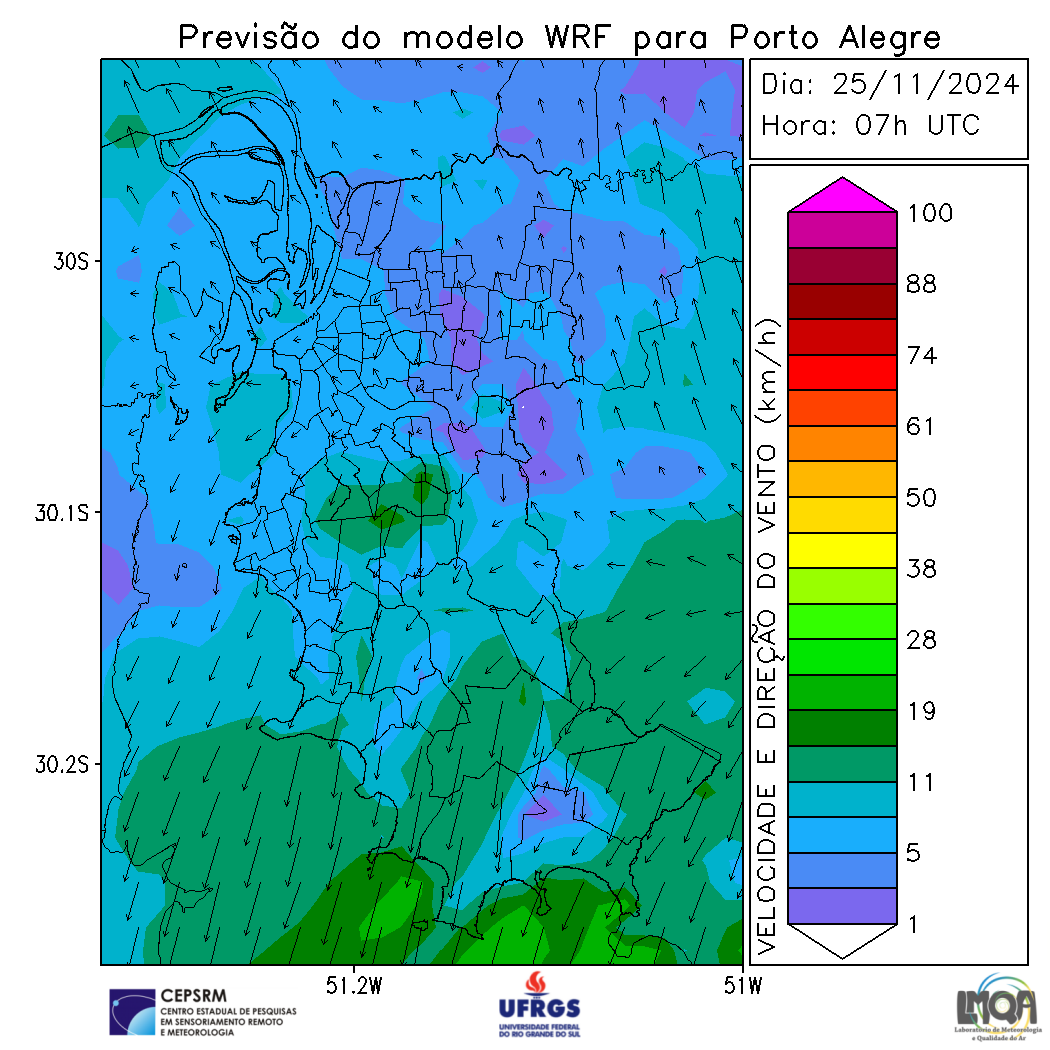 Previsão do modelo WRF para Porto Alegre
Dia: 25/11/2024
Hora: 07h UTC
30S
30.1S
30.2S
51.2W
51W
VELOCIDADE E DIREÇÃO DO VENTO (km/h)
100
88
74
61
50
38
28
19
11
5
1
CEPSRM
CENTRO ESTADUAL DE PESQUISAS
EM SENSORIAMENTO REMOTO
E METEOROLOGIA
UFRGS
UNIVERSIDADE FEDERAL
DO RIO GRANDE DO SUL
LMQA
Laboratório de Meteorologia
e Qualidade do Ar